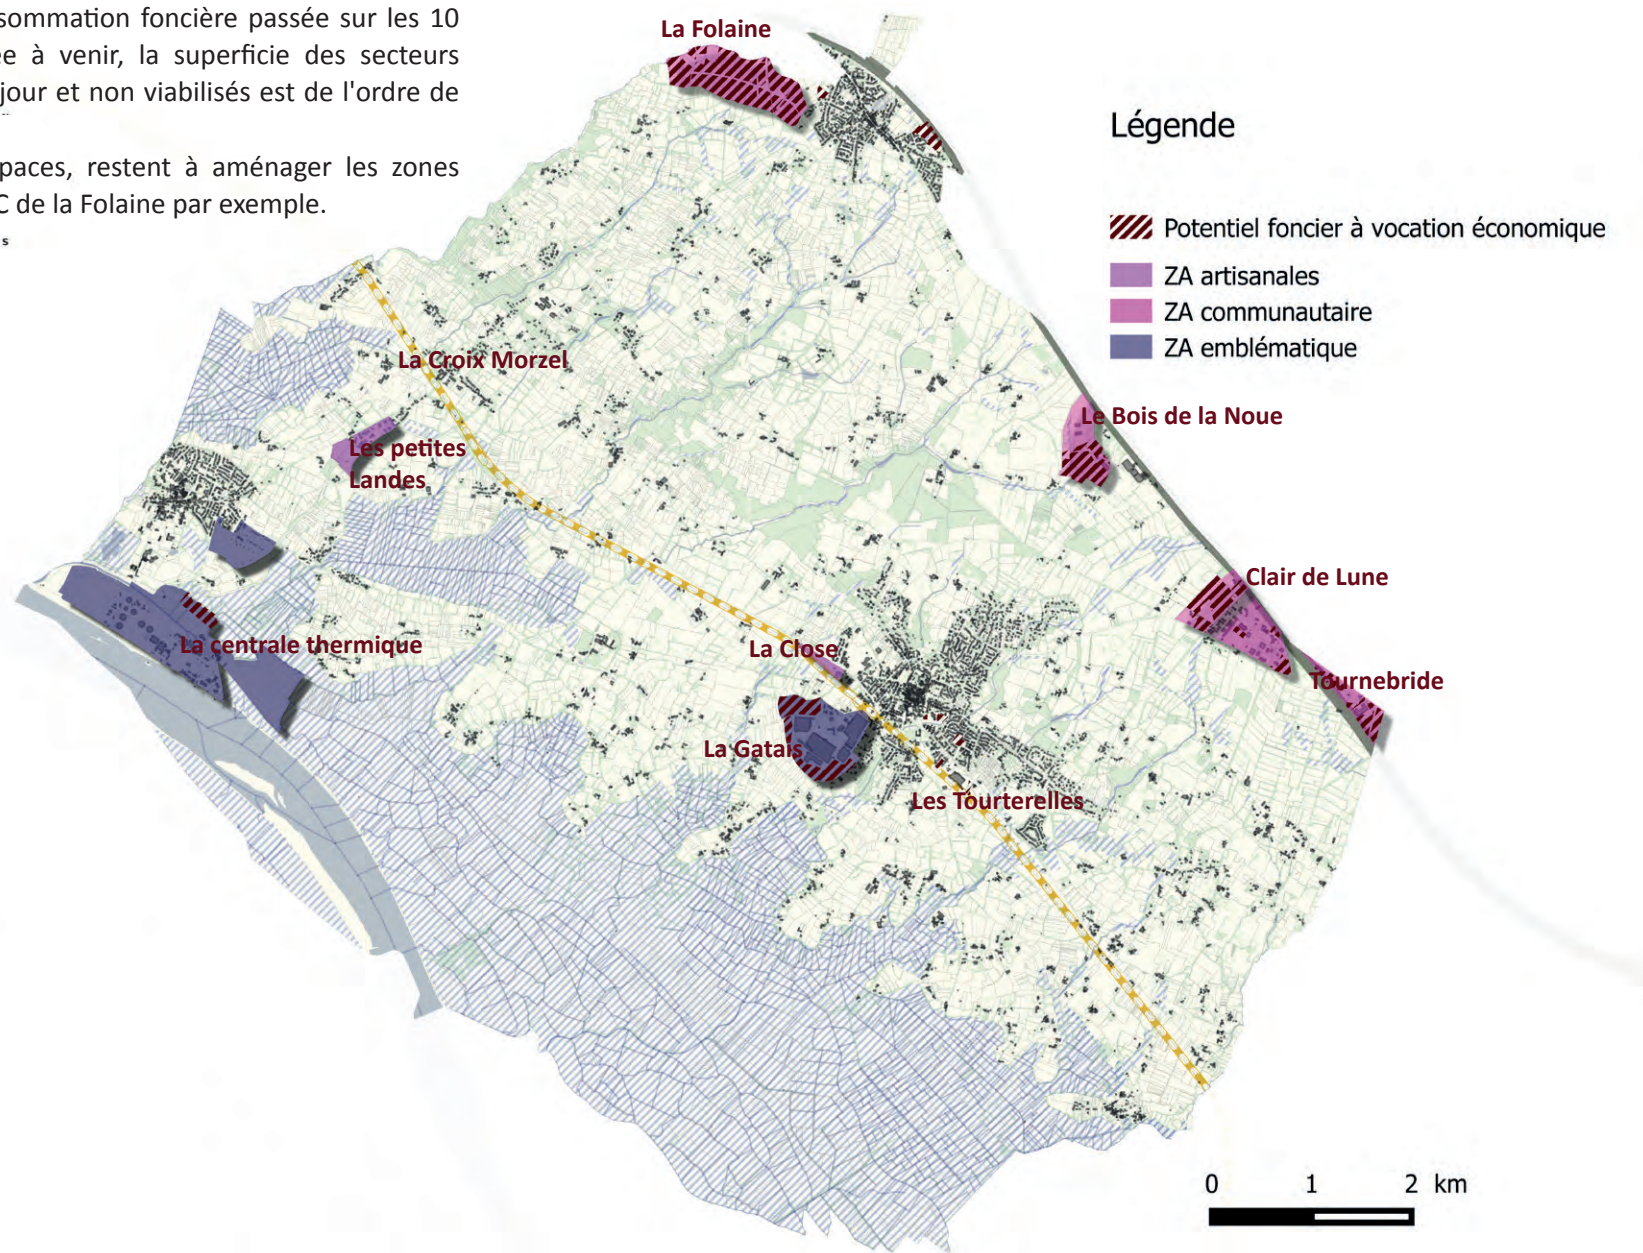 sommation foncière passée sur les 10
e à venir, la superficie des secteurs
jour et non viabilisés est de l'ordre de
paces, restent à aménager les zones
C de la Folaine par exemple.
s
La Folaine
Légende
Potentiel foncier à vocation économique
ZA artisanales
ZA communautaire
ZA emblématique
La Croix Morzel
Le Bois de la Noue
Les petites
Landes
Clair de Lune
La centrale thermique
La Close
Tournebride
La Gatais
Les Tourterelles
0 1 2 km